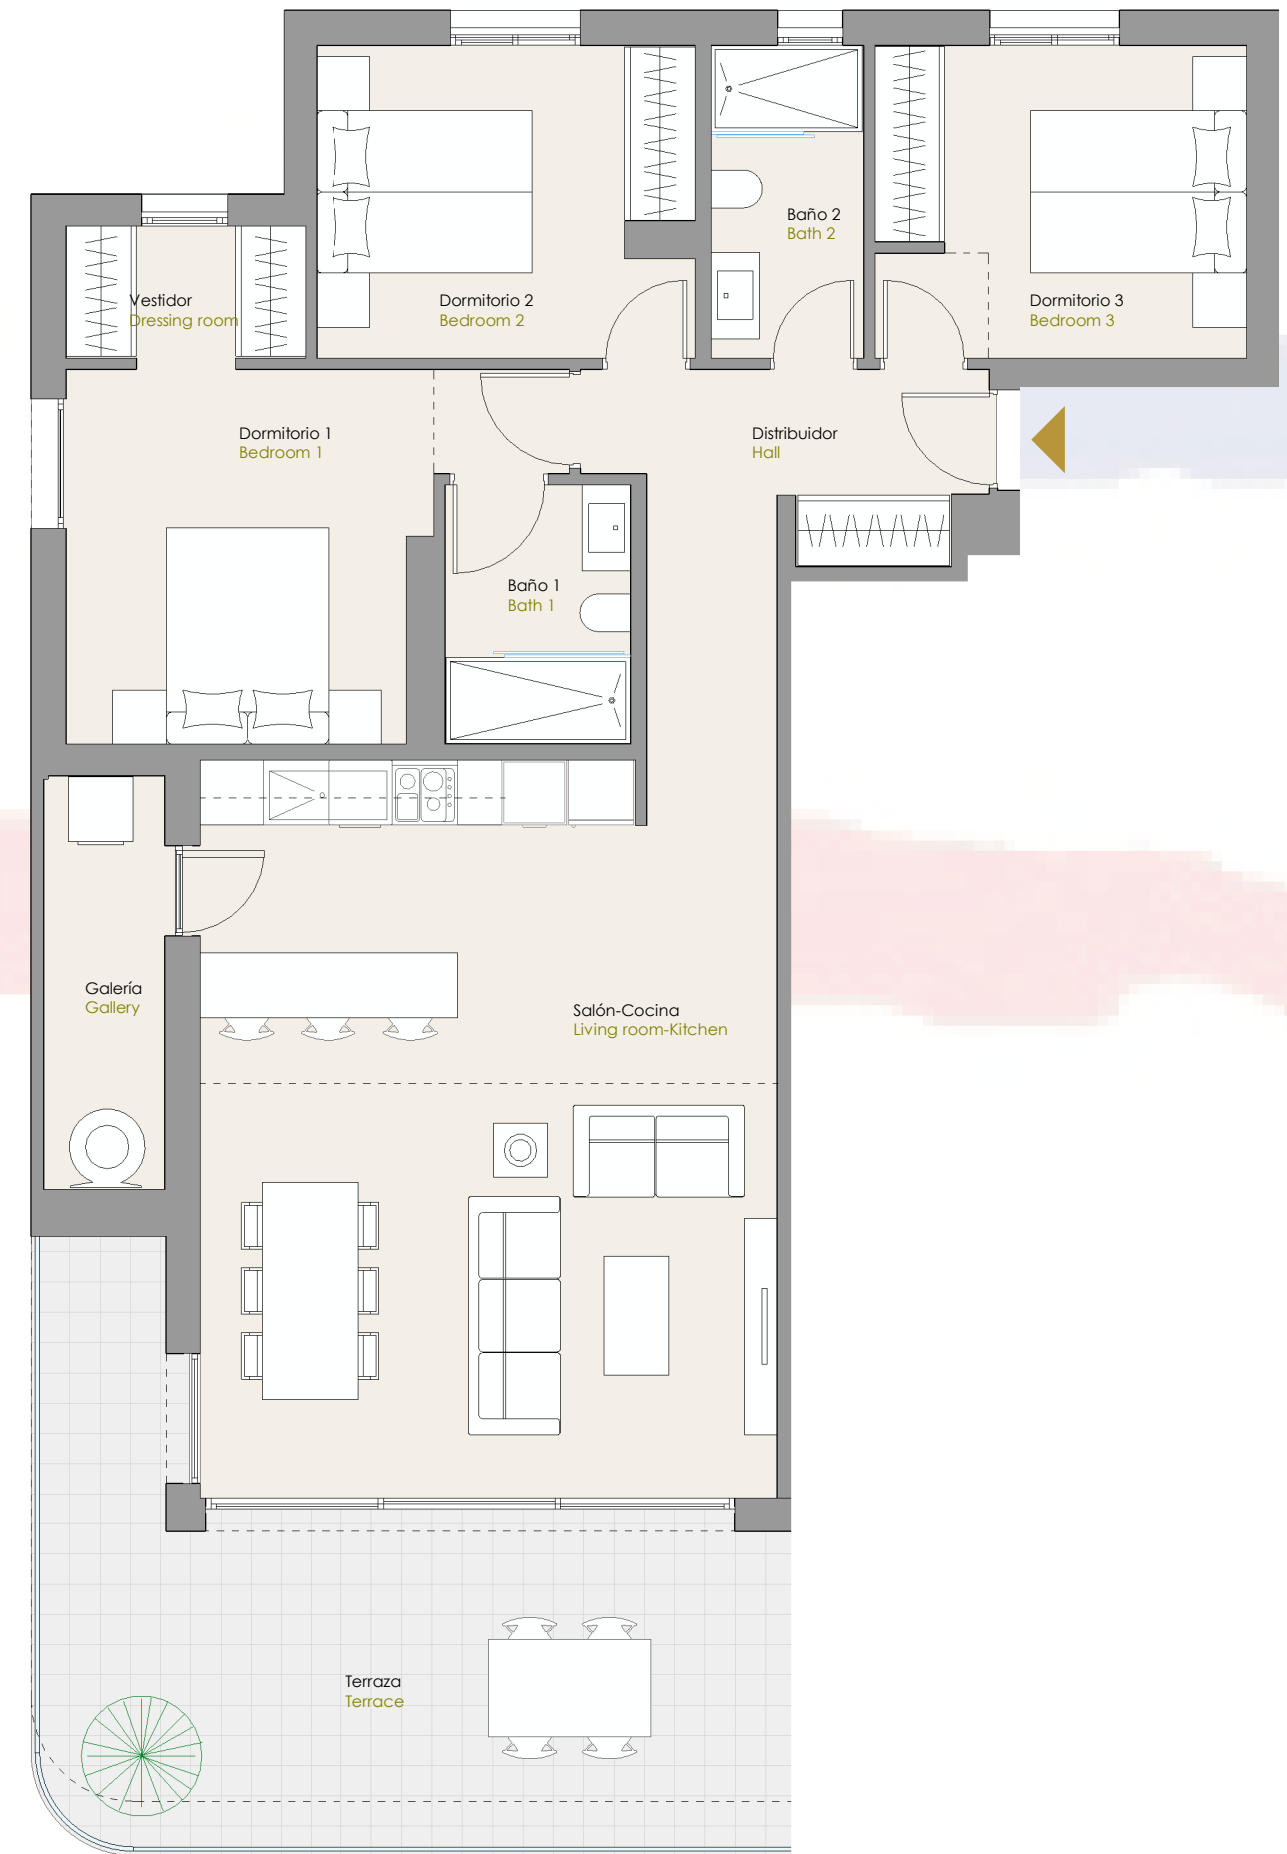 Baño 2
Bath 2
Vestidor
Dressing room
Dormitorio 2
Bedroom 2
Dormitorio 3
Bedroom 3
Dormitorio 1
Bedroom 1
Distribuidor
Hall
Baño 1
Bath 1
Galería
Gallery
Salón-Cocina
Living room-Kitchen
Terraza
Terrace